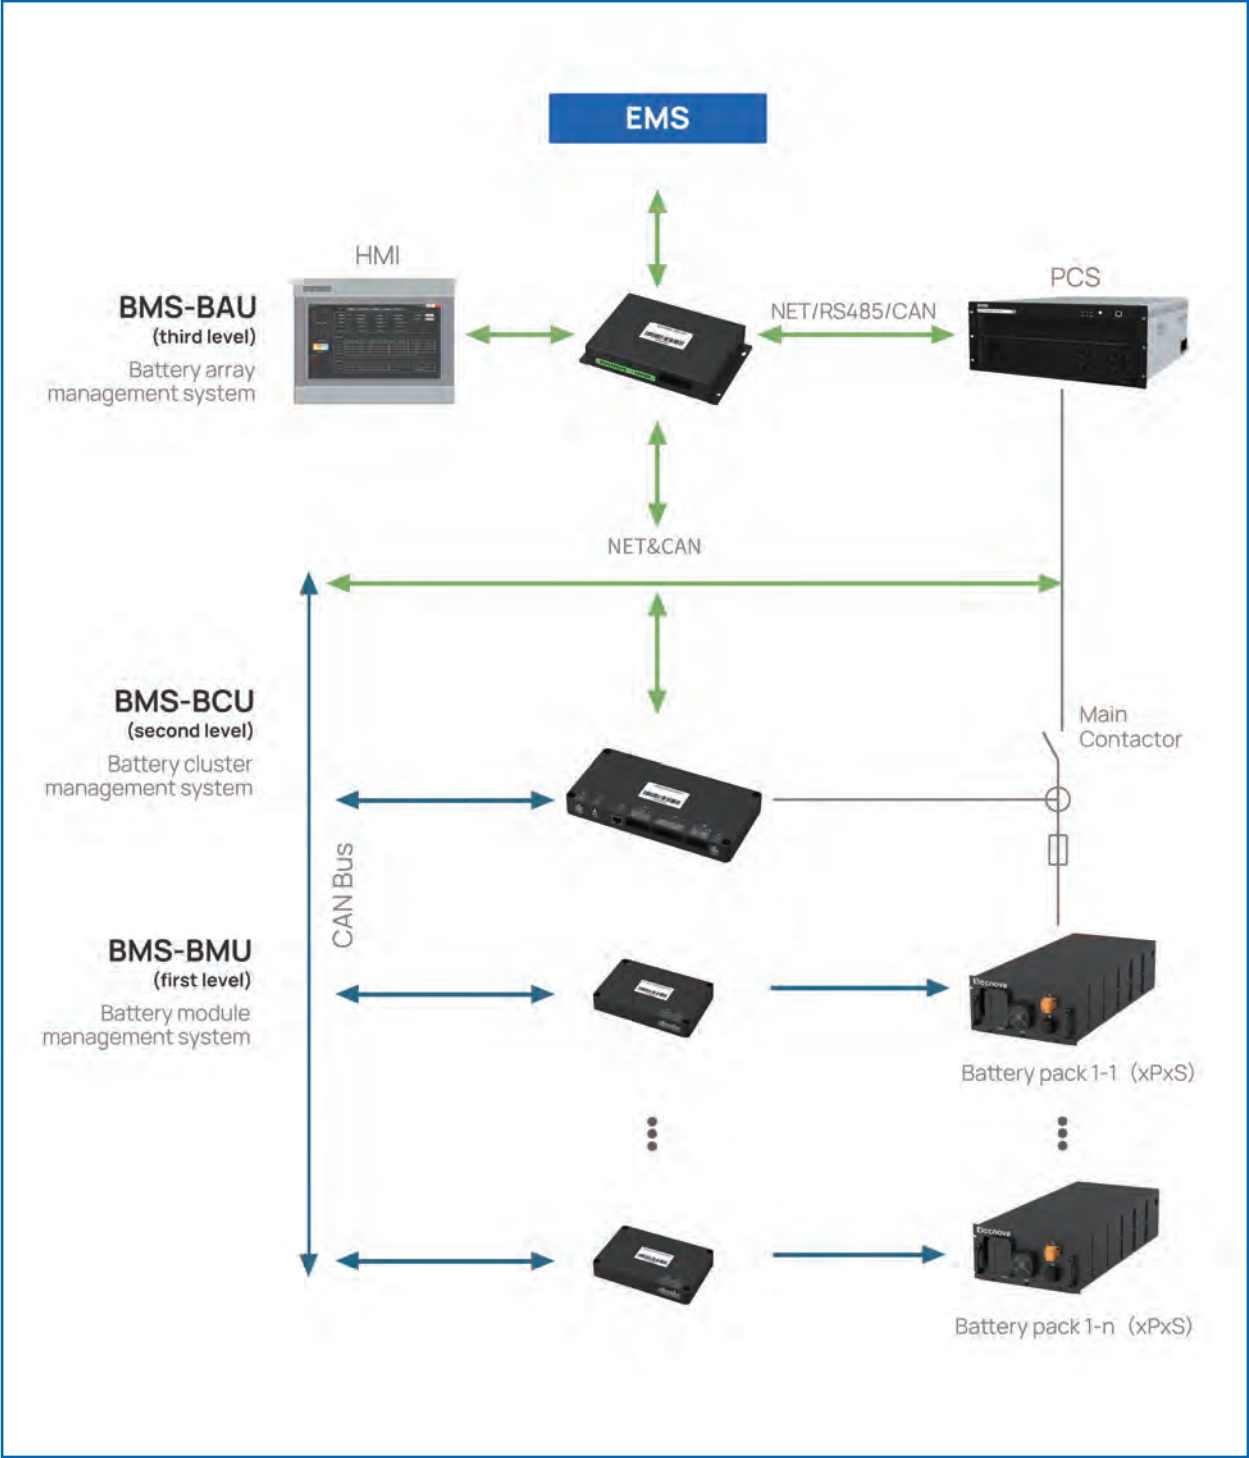 EMS
HMI
PCS
BMS-BAU
(third level)
Battery array
management system
NET/RS485/CAN
NET&CAN
BMS-BCU
(second level)
Battery cluster
management system
Main
Contactor
CAN Bus
BMS-BMU
(first level)
Battery module
management system
Elecnova
Battery pack 1-1 (xPxS)
Elecnova
Battery pack 1-n (xPxS)